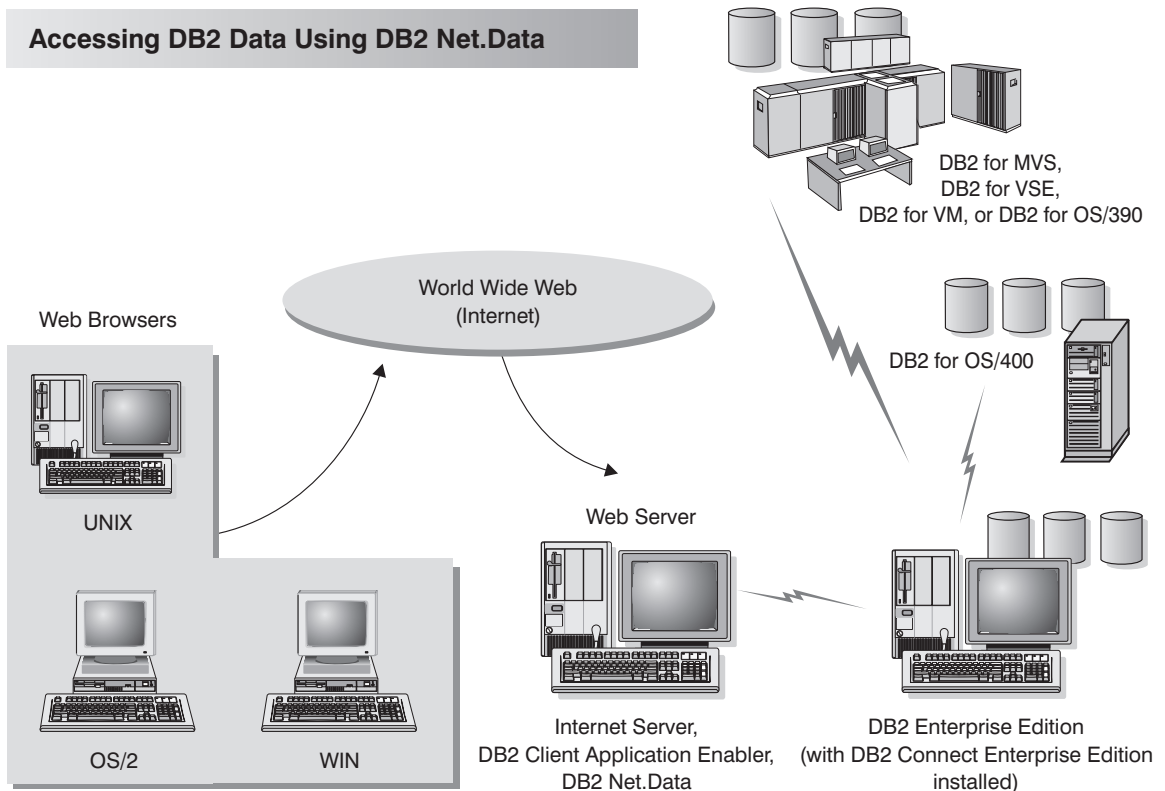 Accessing DB2 Data Using DB2 Net.Data
DB2 for MVS,
DB2 for VSE,
DB2 for VM, or DB2 for OS/390
World Wide Web
(Internet)
Web Browsers
DB2 for OS/400
UNIX
Web Server
OS/2
WIN
Internet Server,
DB2 Client Application Enabler,
DB2 Net.Data
DB2 Enterprise Edition
(with DB2 Connect Enterprise Edition
installed)